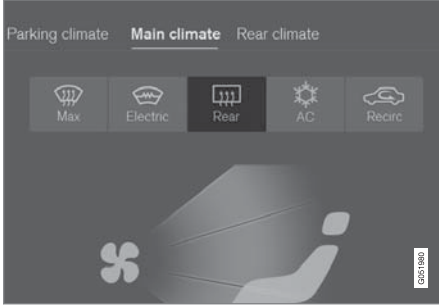 Parking climate Main climate Rear climate
Max Electric Rear AC Recirc
G051980